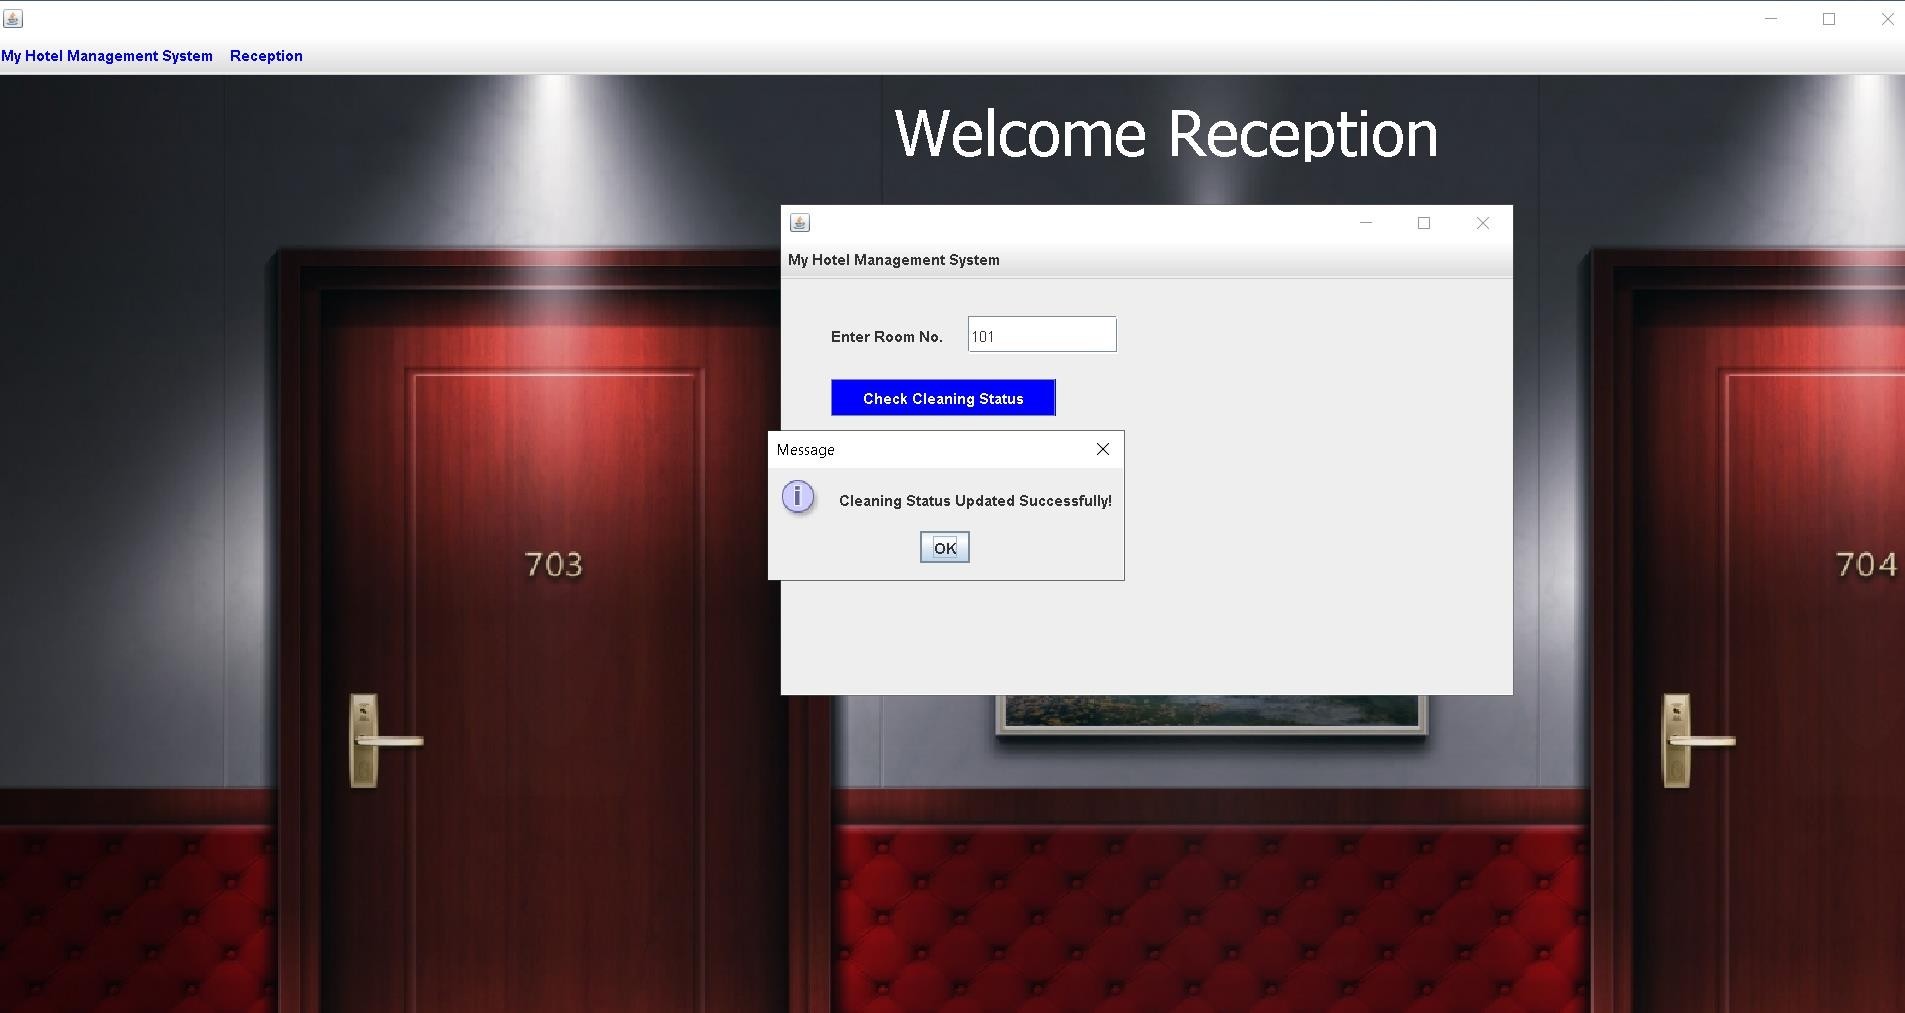 My Hotel Management System Reception
Welcome Reception
My Hotel Management System
Enter Room No. 101
Check Cleaning Status
Message
Cleaning Status Updated Successfully!
OK
703
704